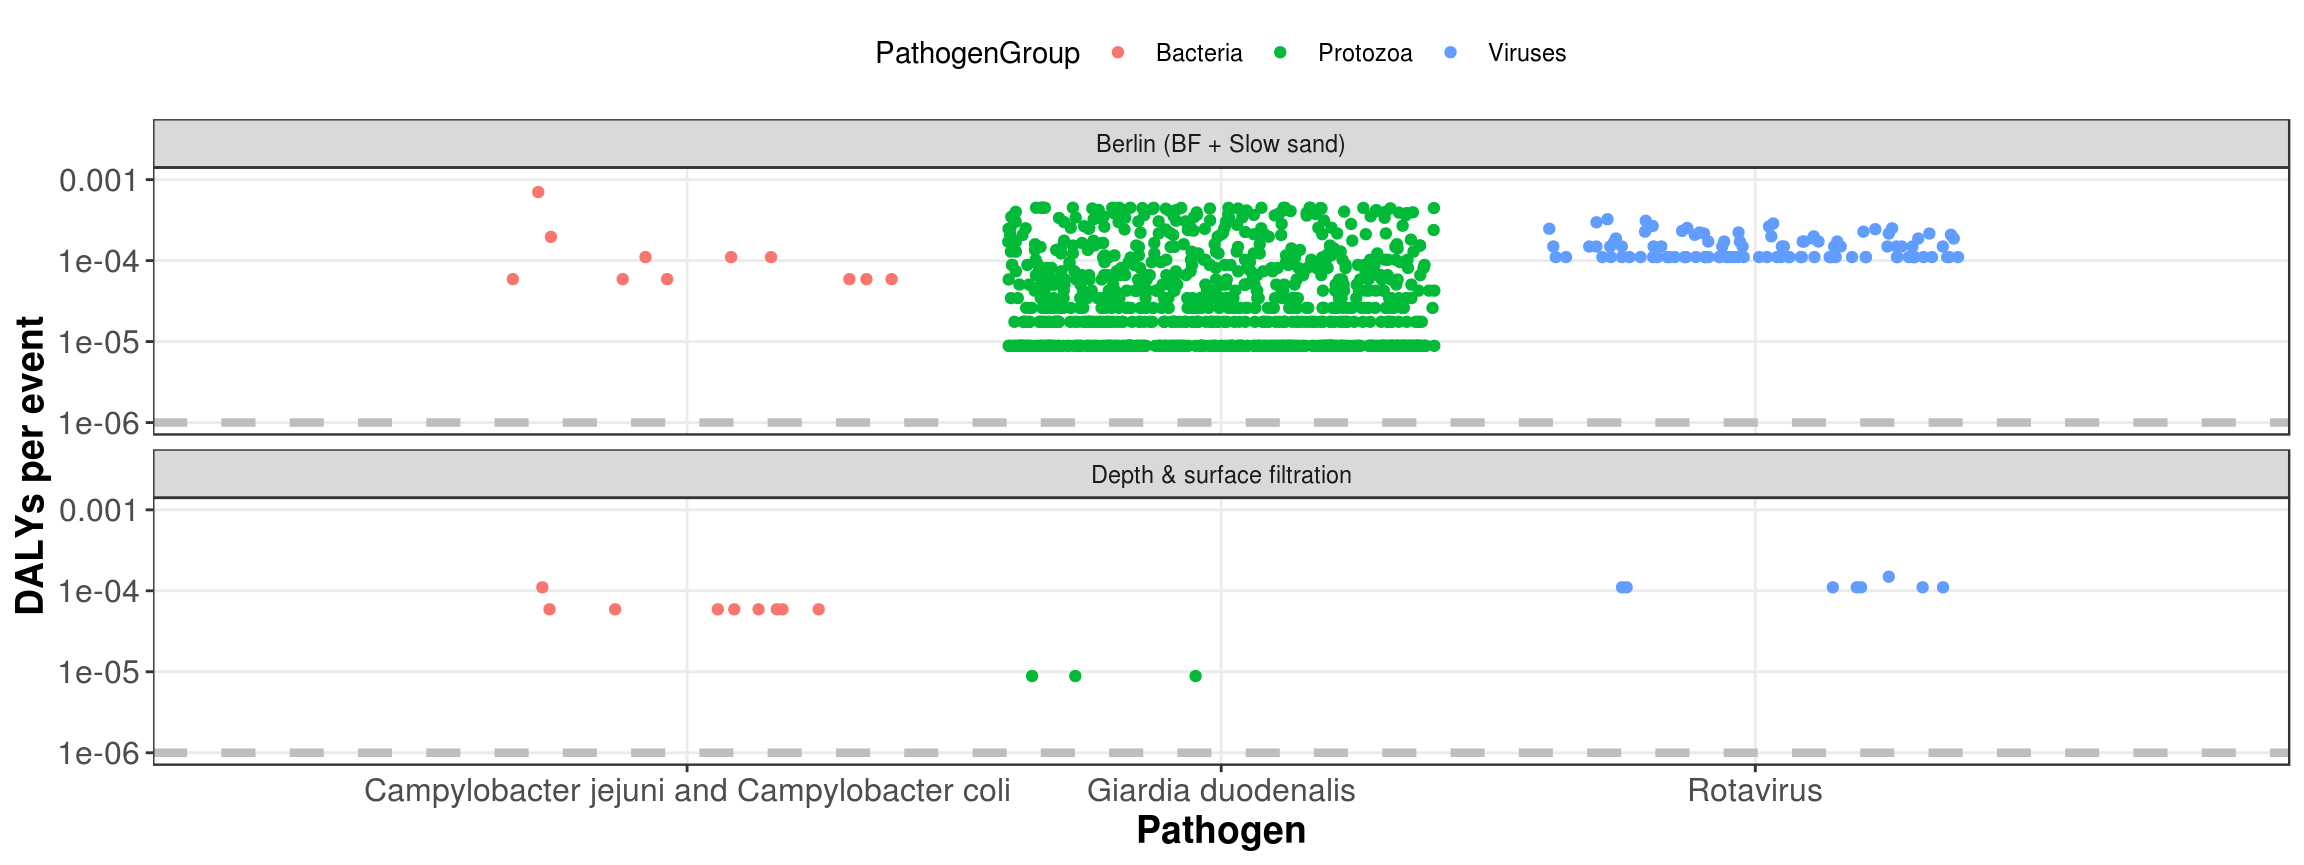 PathogenGroup Bacteria Protozoa Viruses
Berlin (BF + Slow sand)
0.001
1e-04
1e-05
1e-06
Depth & surface filtration
0.001
1e-04
1e-05
1e-06
DALYs per event
Campylobacter jejuni and Campylobacter coli Giardia duodenalis Rotavirus
Pathogen